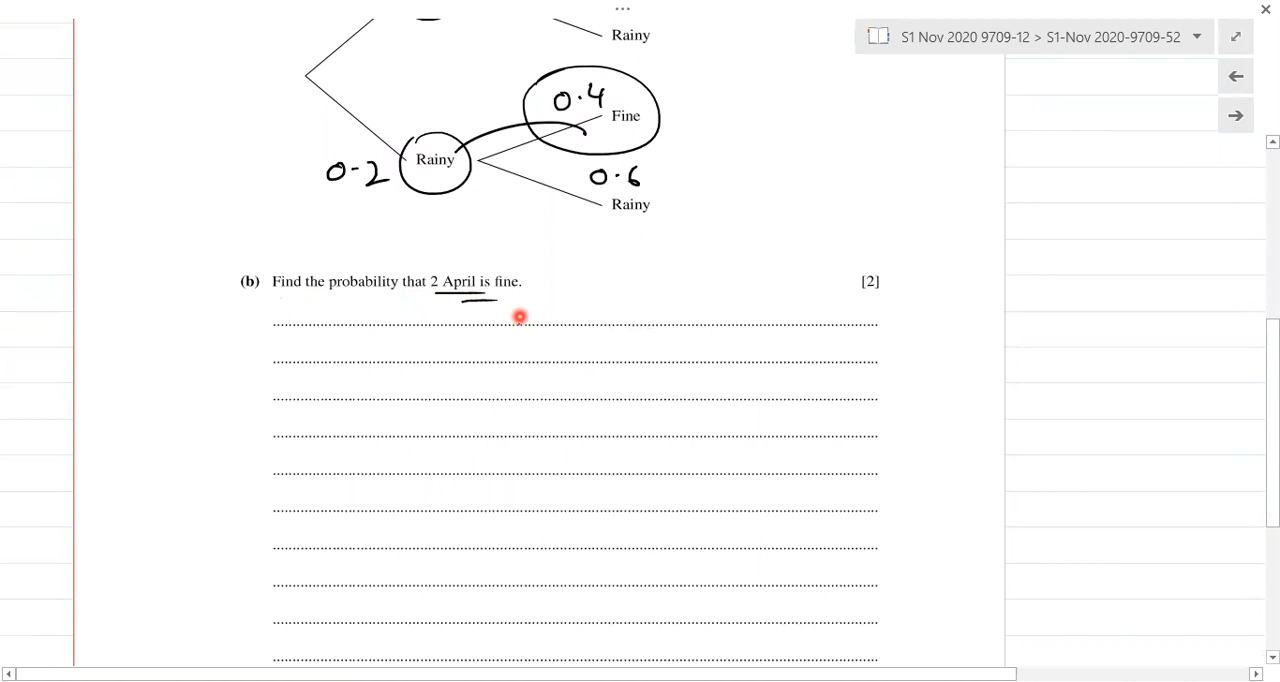 S1 Nov 2020 9709-12 > S1-Nov 2020-9709-52
Rainy
0.4
Fine
Rainy
0.2
0.6
Rainy
(b) Find the probability that 2 April is fine. [2]